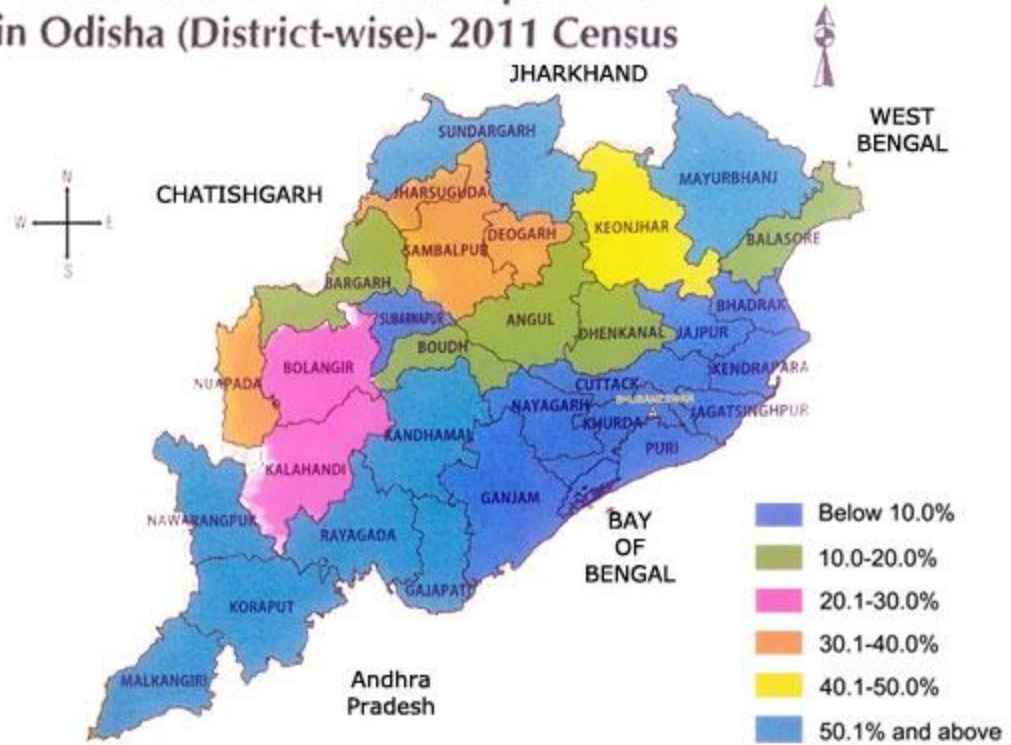 in Odisha (District-wise)- 2011 Census
JHARKHAND
WEST
BENGAL
CHATISHGARH
N
W
E
S
SUNDARGARH
MAYURBHANJ
JHARSUGUDA
KEONJHAR
DEOGARH
BALASORE
SAMBALPUR
BARGARH
BHADRAK
SUBARNAPUR
ANGUL
DHENKANAL
JAJPUR
BOUDH
BOLANGIR
KENDRAPARA
NUAPADA
CUTTACK
BHUBANESWAR
NAYAGARH
JAGATSINGHPUR
KHURDA
KANDHAMAL
PURI
KALAHANDI
GANJAM
NAWARANGPUR
RAYAGADA
BAY
OF
BENGAL
GAJAPATI
KORAPUT
MALKANGIRI
Andhra
Pradesh
Below 10.0%
10.0-20.0%
20.1-30.0%
30.1-40.0%
40.1-50.0%
50.1% and above